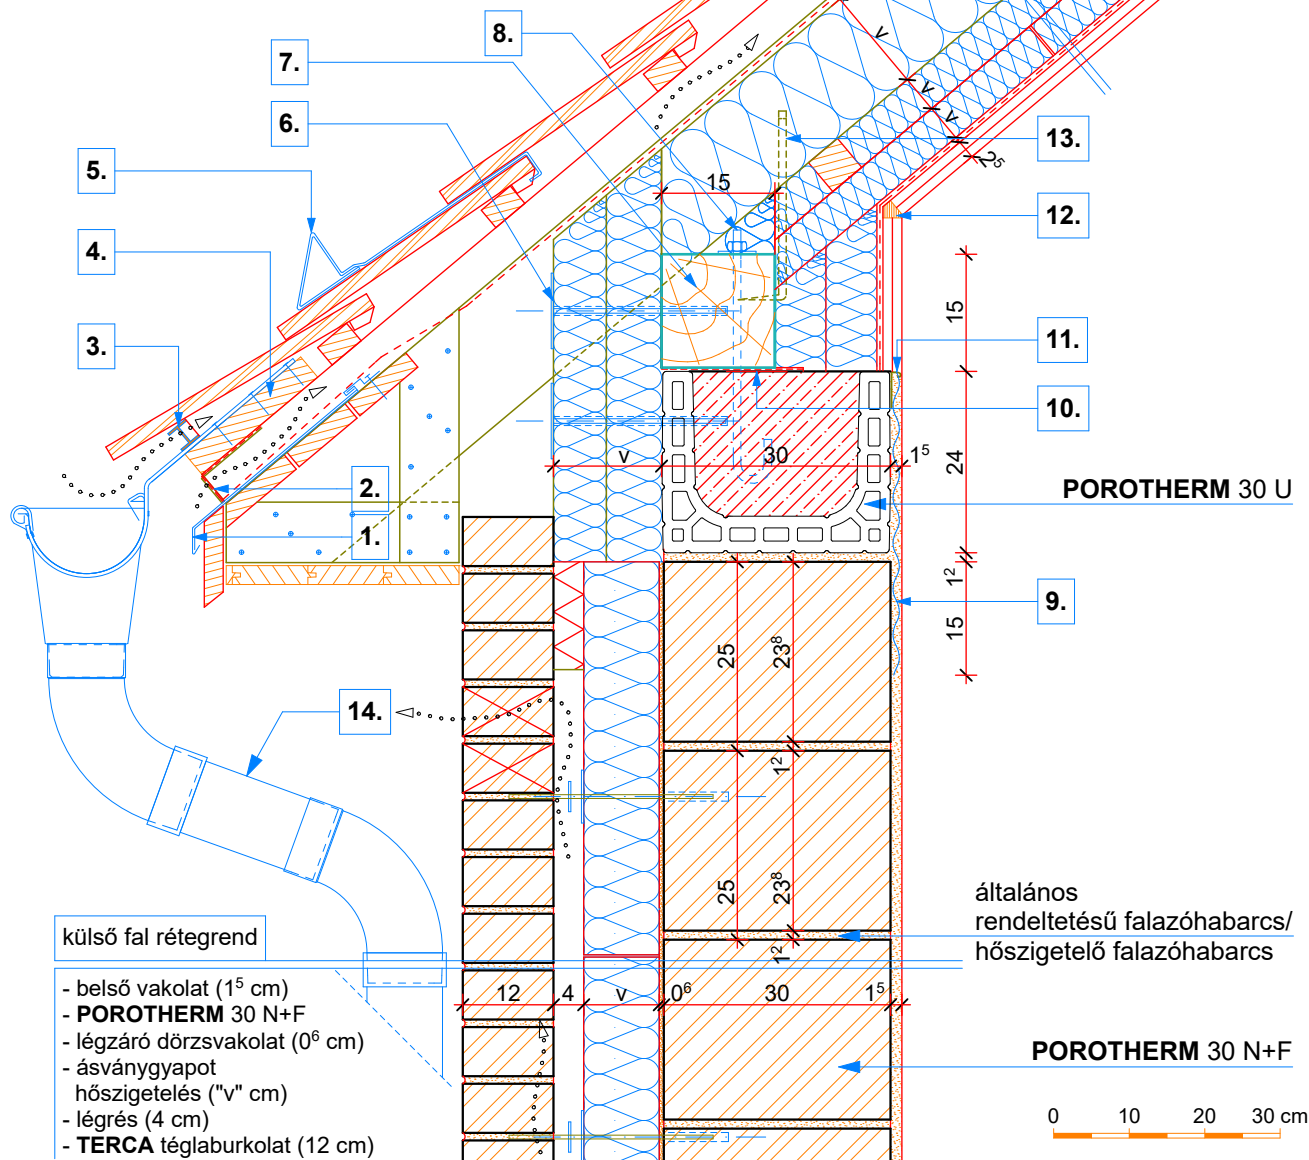 8.
7.
6.
5.
4.
3.
2.
1.
13.
12.
11.
10.
9.
14.
v
v
v
2⁵
15
15
24
1²
15
v
30
1⁵
POROTHERM 30 U
25
23⁸
1²
25
23⁸
1²
általános
rendeltetésű falazóhabarcs/
hőszigetelő falazóhabarcs
12
4
v
0⁶
30
1⁵
POROTHERM 30 N+F
külső fal rétegrend
- belső vakolat (1⁵ cm)
- POROTHERM 30 N+F
- légzáró dörzsvakolat (0⁶ cm)
- ásványgyapot
hőszigetelés ("v" cm)
- légrés (4 cm)
- TERCA téglaburkolat (12 cm)
0 10 20 30 cm